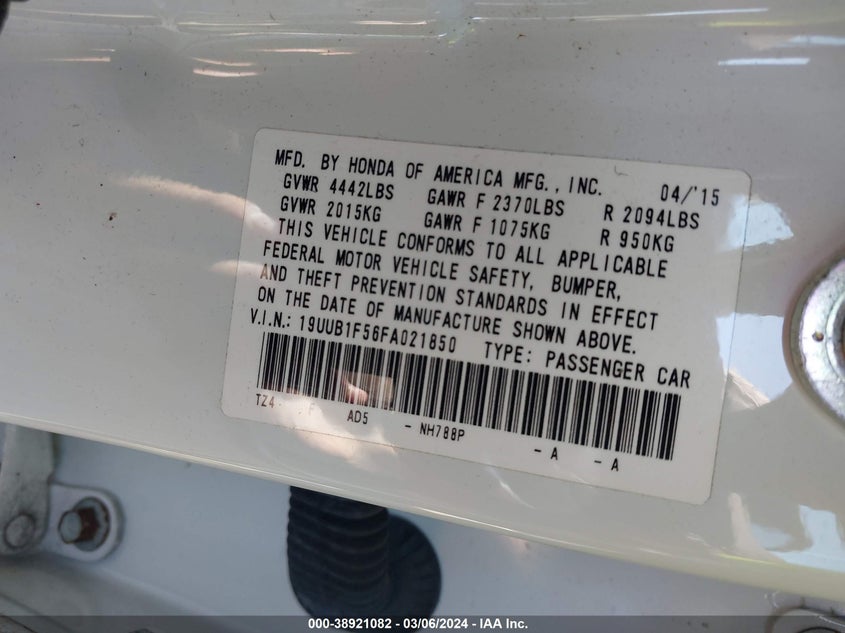 MFD. BY HONDA OF AMERICA MFG., INC. 04/'15
GVWR 4442LBS GAWR F 2370LBS R 2094LBS
GVWR 2015KG GAWR F 1075KG R 950KG
THIS VEHICLE CONFORMS TO ALL APPLICABLE
FEDERAL MOTOR VEHICLE SAFETY, BUMPER,
AND THEFT PREVENTION STANDARDS IN EFFECT
ON THE DATE OF MANUFACTURE SHOWN ABOVE.
V.I.N.: 19UUB1F56FA021850 TYPE: PASSENGER CAR
TZ4 F AD5 - NH788P - A - A
000-38921082 - 03/06/2024 - IAA Inc.